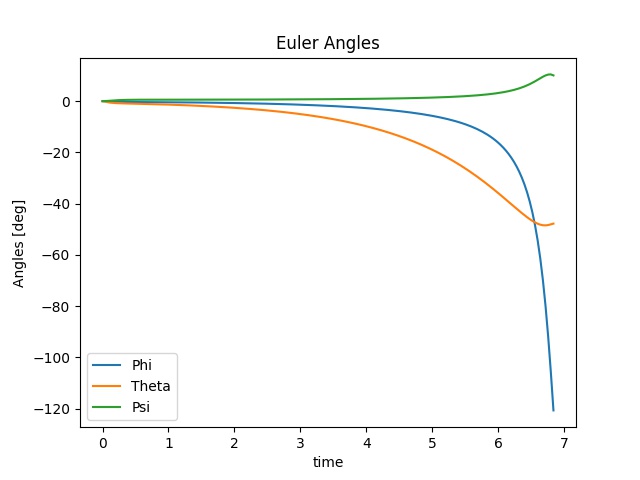 Euler Angles
Angles [deg]
0
−20
−40
−60
−80
−100
−120
Phi
Theta
Psi
0 1 2 3 4 5 6 7
time